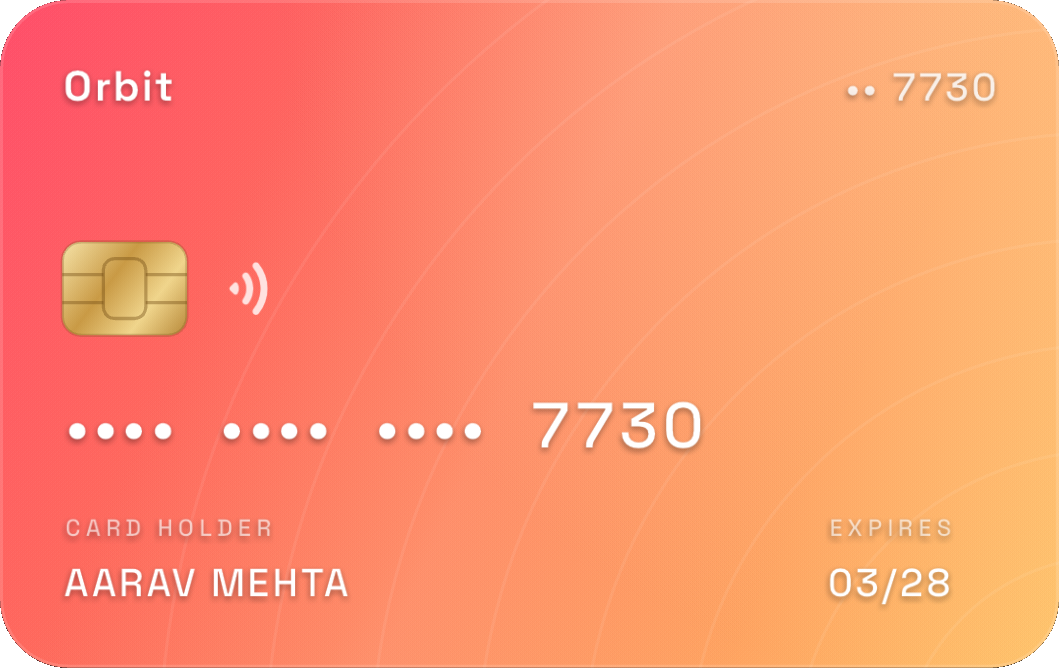 Orbit
•• 7730
•••• •••• •••• 7730
CARD HOLDER
EXPIRES
AARAV MEHTA
03/28